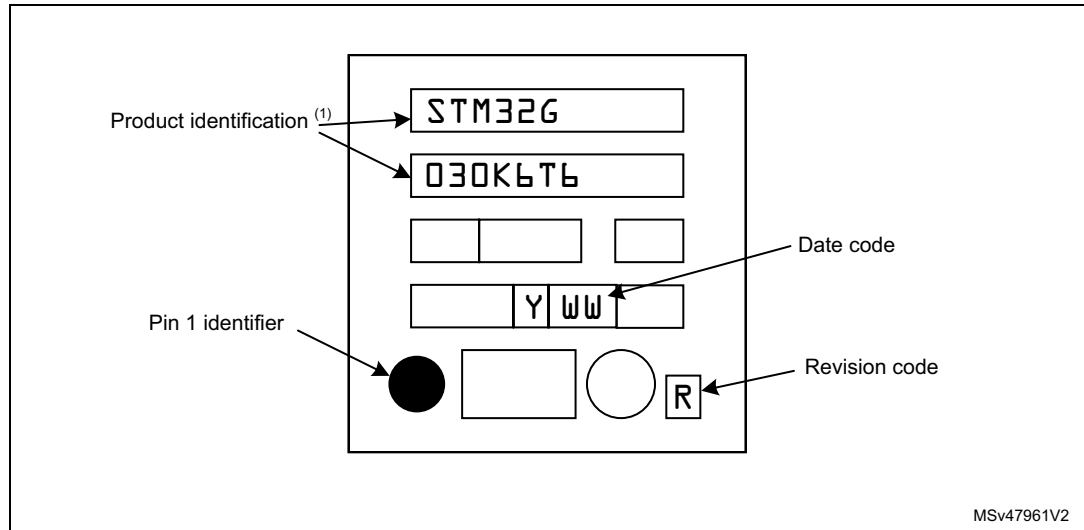 STM32G
Product identification (1)
030K6T6
Date code
Y WW
Pin 1 identifier
Revision code
R
MSv47961V2